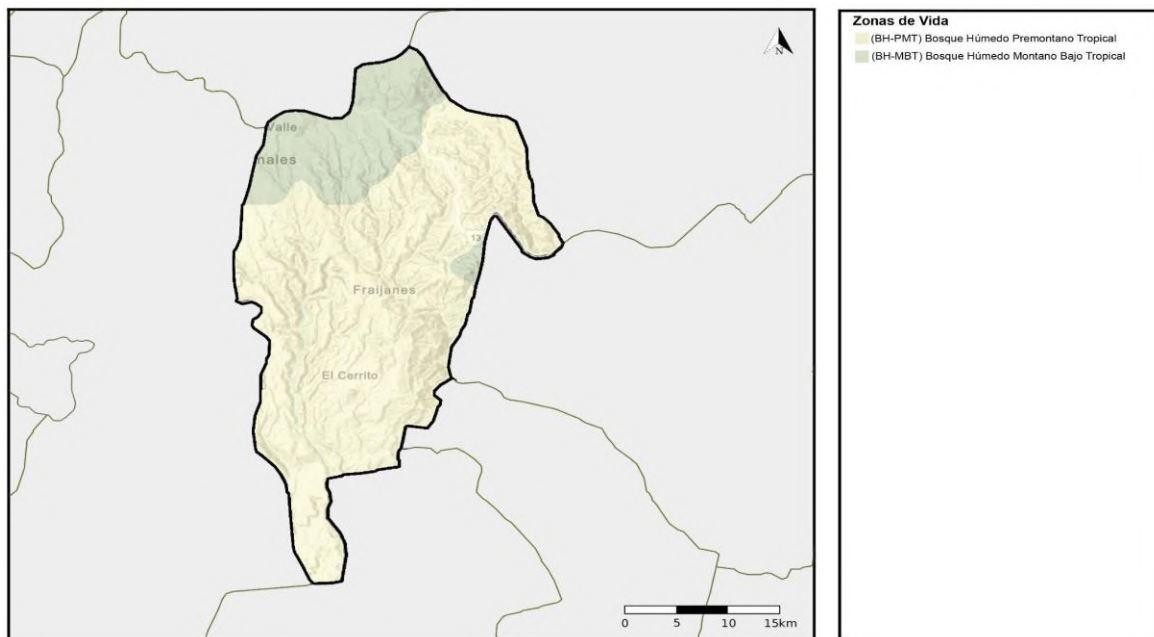 N
Valle
nales
13
Fraijanes
El Cerrito
0 5 10 15km
Zonas de Vida
(BH-PMT) Bosque Húmedo Premontano Tropical
(BH-MBT) Bosque Húmedo Montano Bajo Tropical